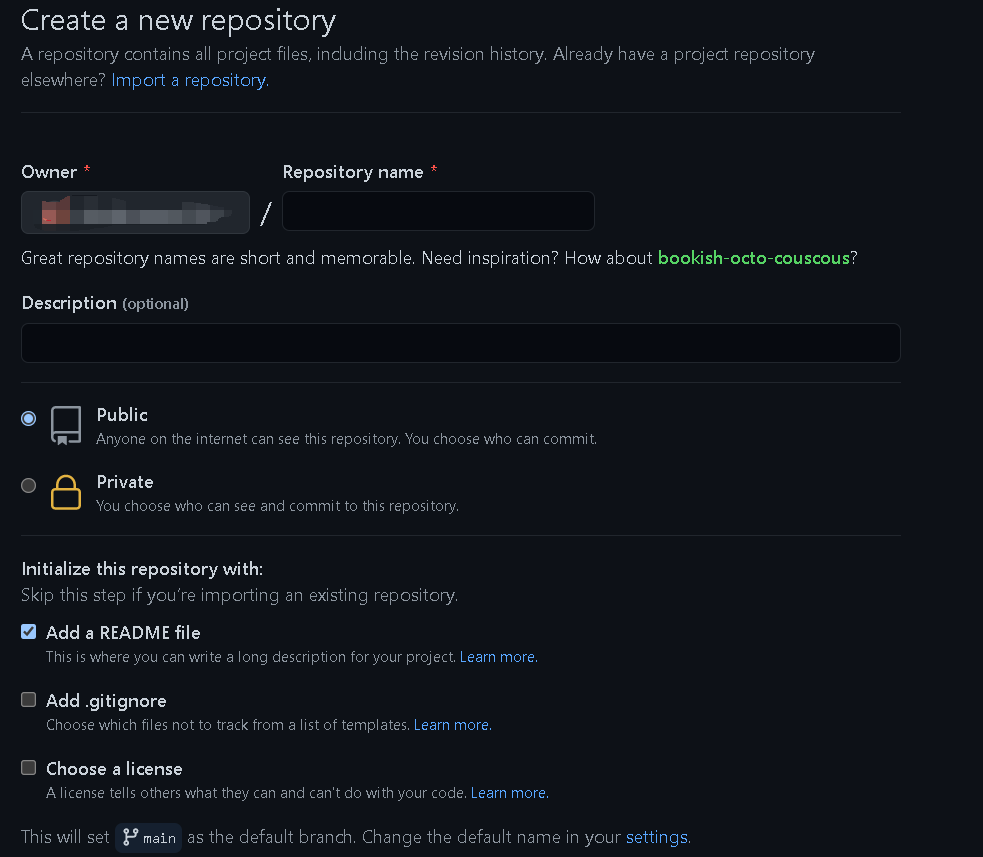 Create a new repository
A repository contains all project files, including the revision history. Already have a project repository
elsewhere? Import a repository.
Owner * Repository name *
/
Great repository names are short and memorable. Need inspiration? How about bookish-octo-couscous?
Description (optional)
Public
Anyone on the internet can see this repository. You choose who can commit.
Private
You choose who can see and commit to this repository.
Initialize this repository with:
Skip this step if you’re importing an existing repository.
Add a README file
This is where you can write a long description for your project. Learn more.
Add .gitignore
Choose which files not to track from a list of templates. Learn more.
Choose a license
A license tells others what they can and can't do with your code. Learn more.
This will set main as the default branch. Change the default name in your settings.